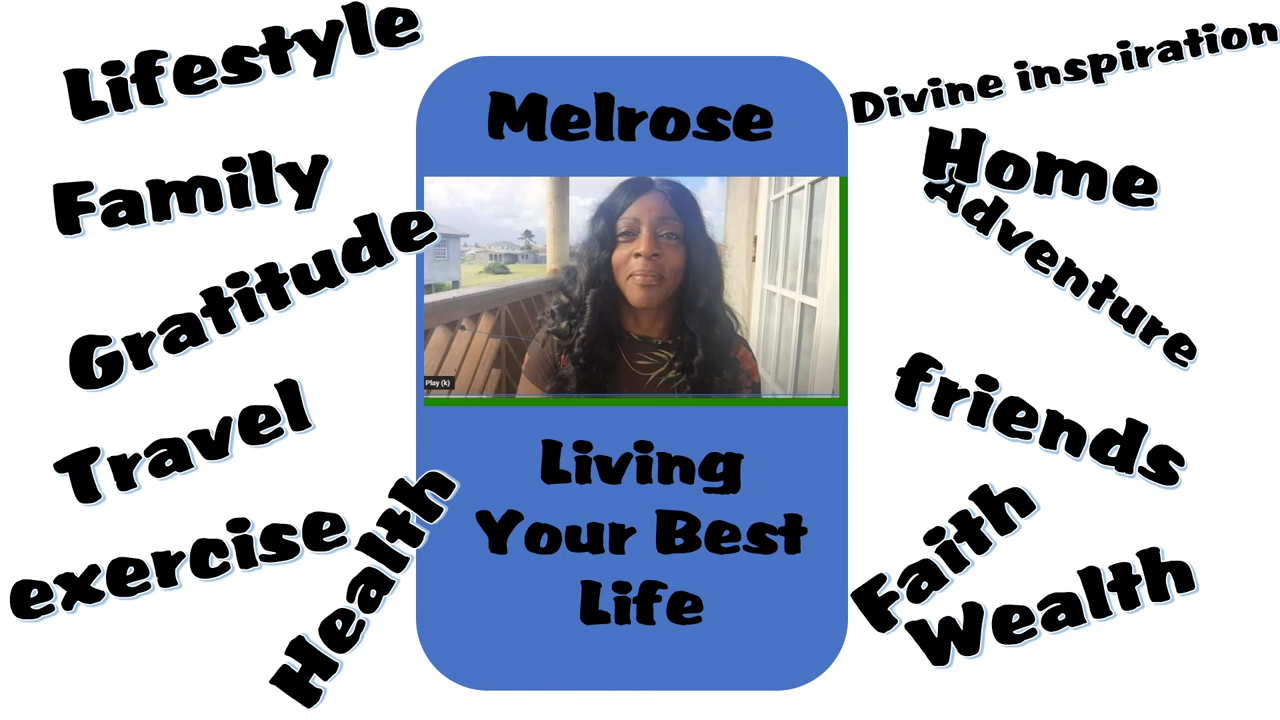 Lifestyle
Family
Gratitude
Travel
exercise
Health
Melrose
Play (k)
Living
Your Best
Life
Divine inspiration
Home
Adventure
friends
Faith
Wealth